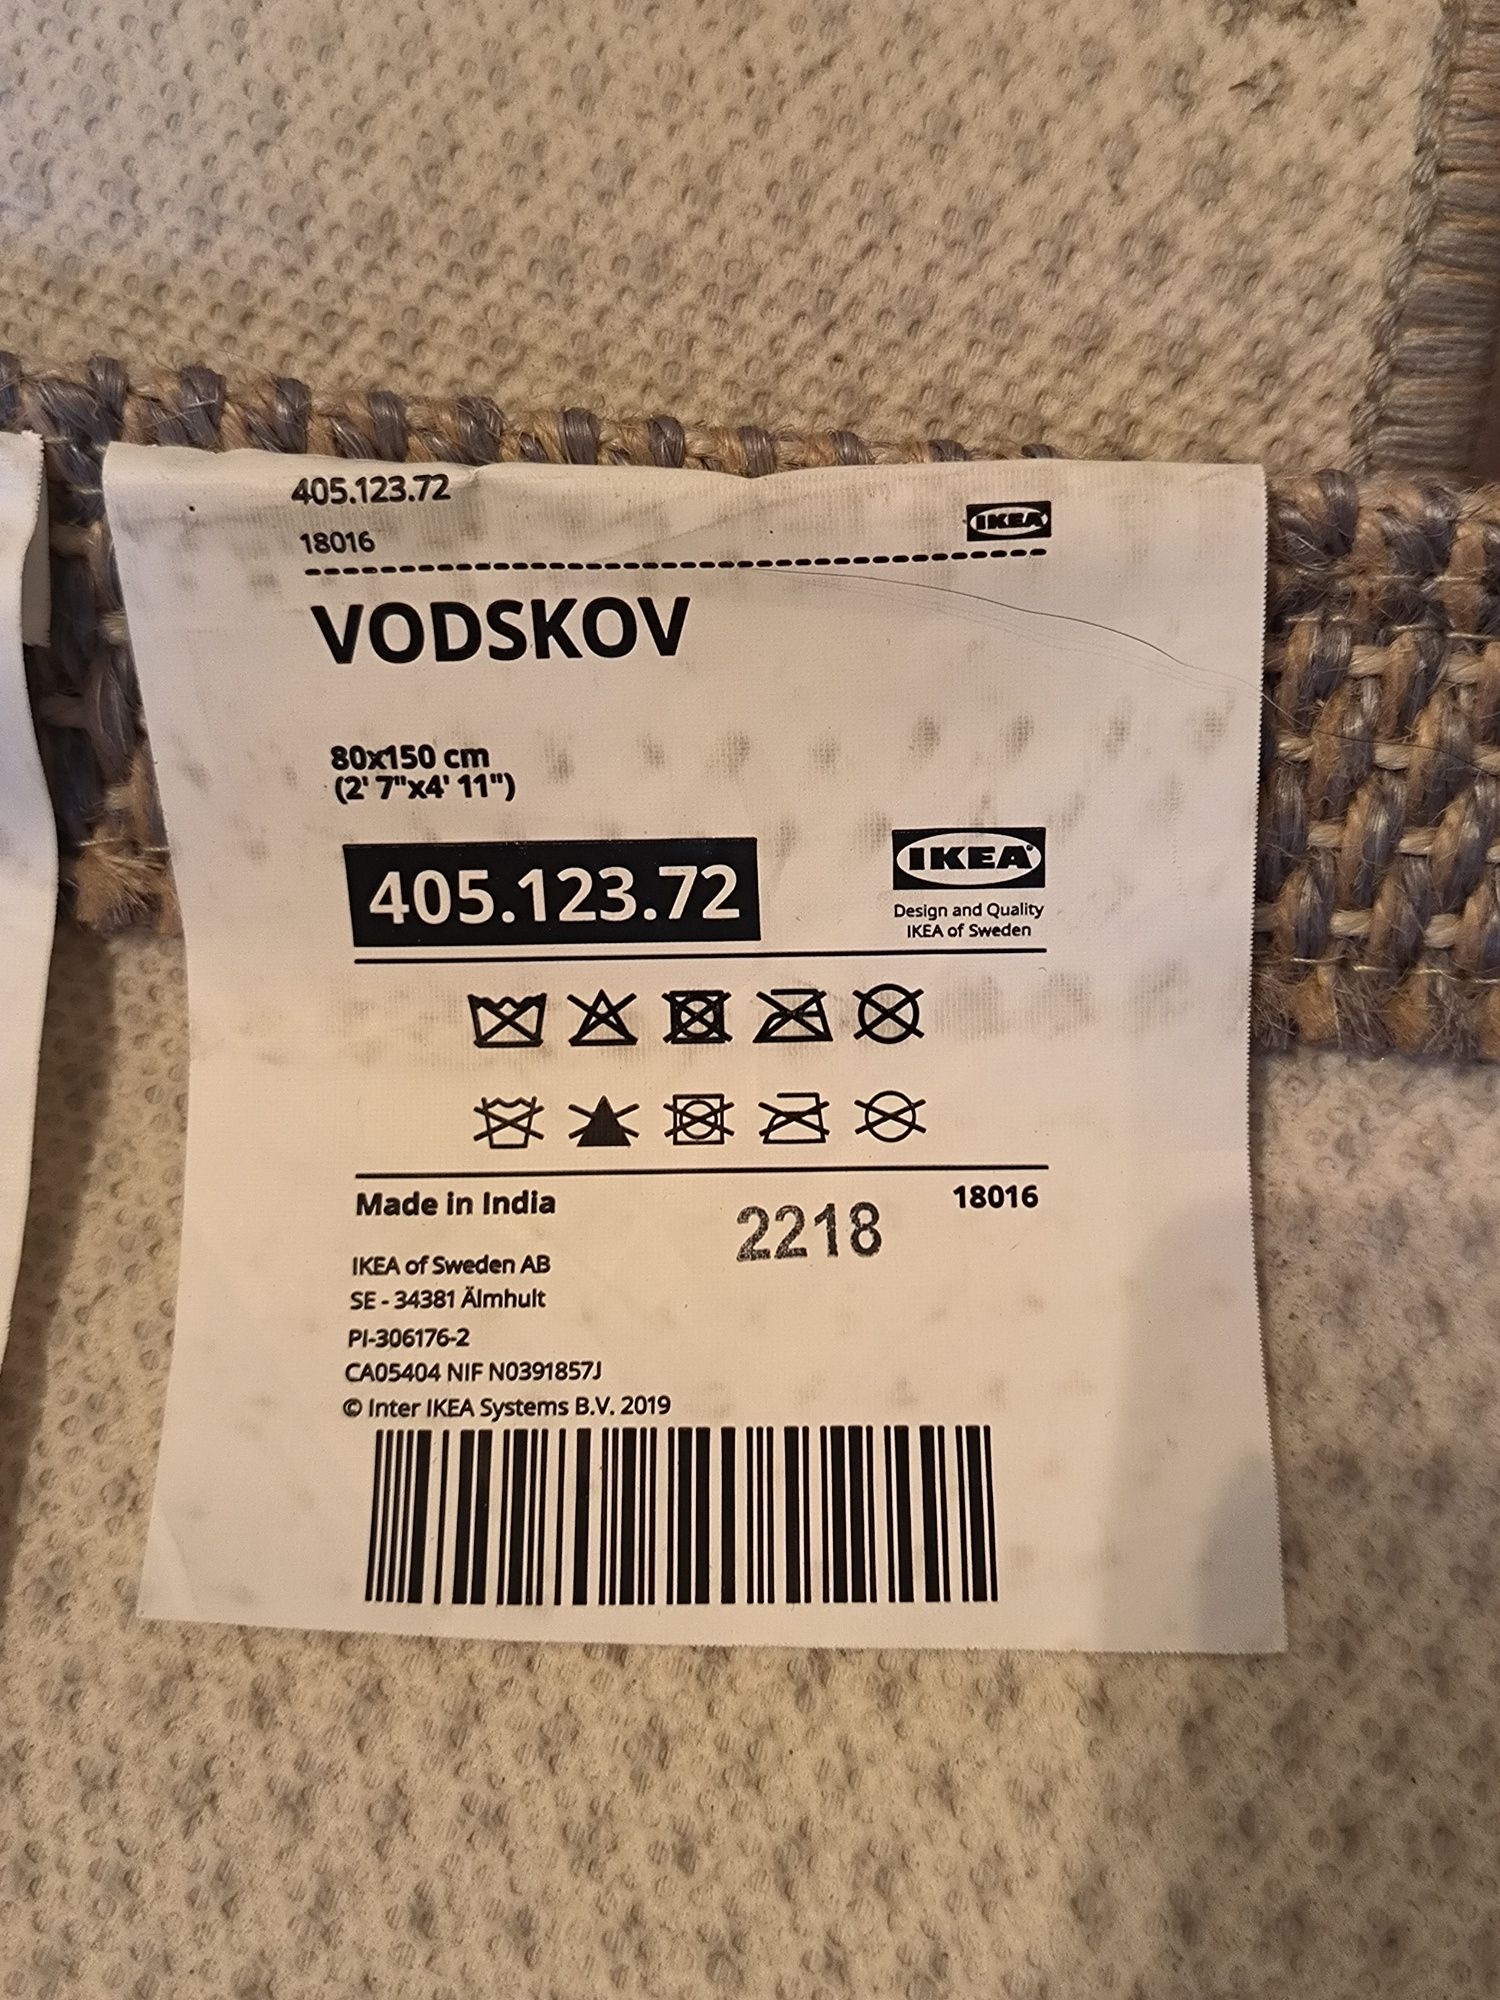 405.123.72
18016
IKEA
VODSKOV
80x150 cm
(2' 7"x4' 11")
405.123.72
IKEA®
Design and Quality
IKEA of Sweden
Made in India
2218
18016
IKEA of Sweden AB
SE - 34381 Älmhult
PI-306176-2
CA05404 NIF N0391857J
© Inter IKEA Systems B.V. 2019